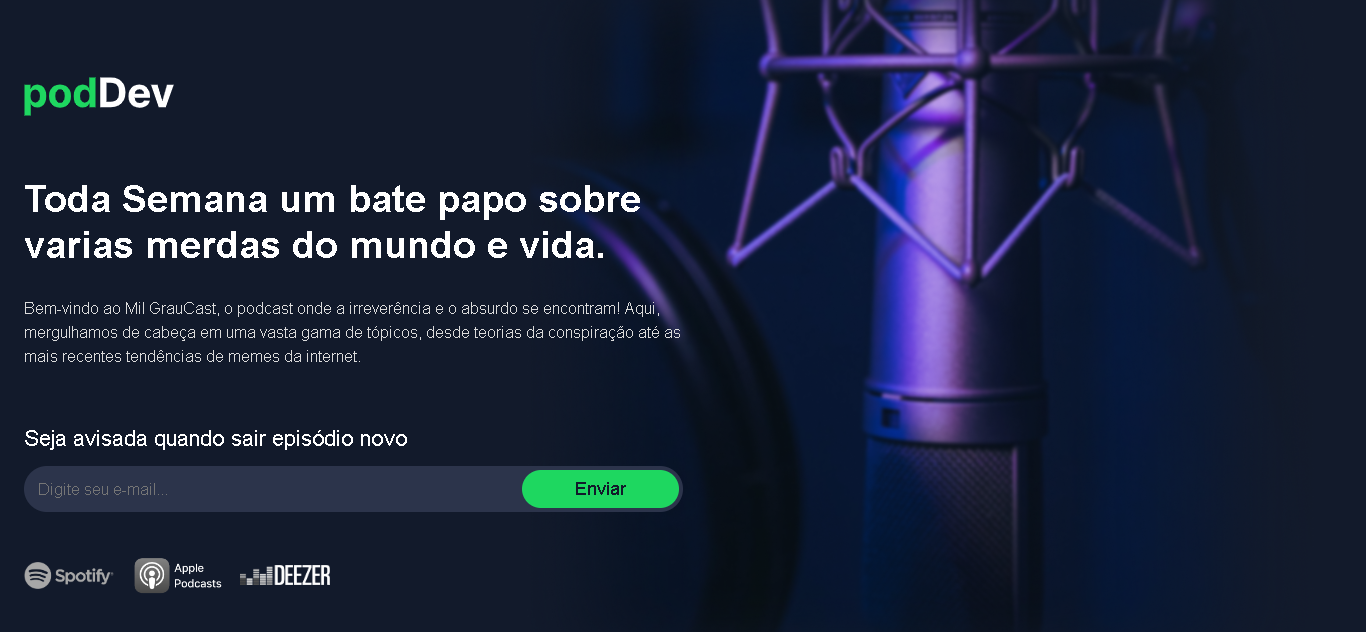 podDev
Toda Semana um bate papo sobre
varias merdas do mundo e vida.
Bem-vindo ao Mil GrauCast, o podcast onde a irreverência e o absurdo se encontram! Aqui,
mergulhamos de cabeça em uma vasta gama de tópicos, desde teorias da conspiração até as
mais recentes tendências de memes da internet.
Seja avisada quando sair episódio novo
Digite seu e-mail...
Enviar
Spotify
Apple
Podcasts
DEEZER